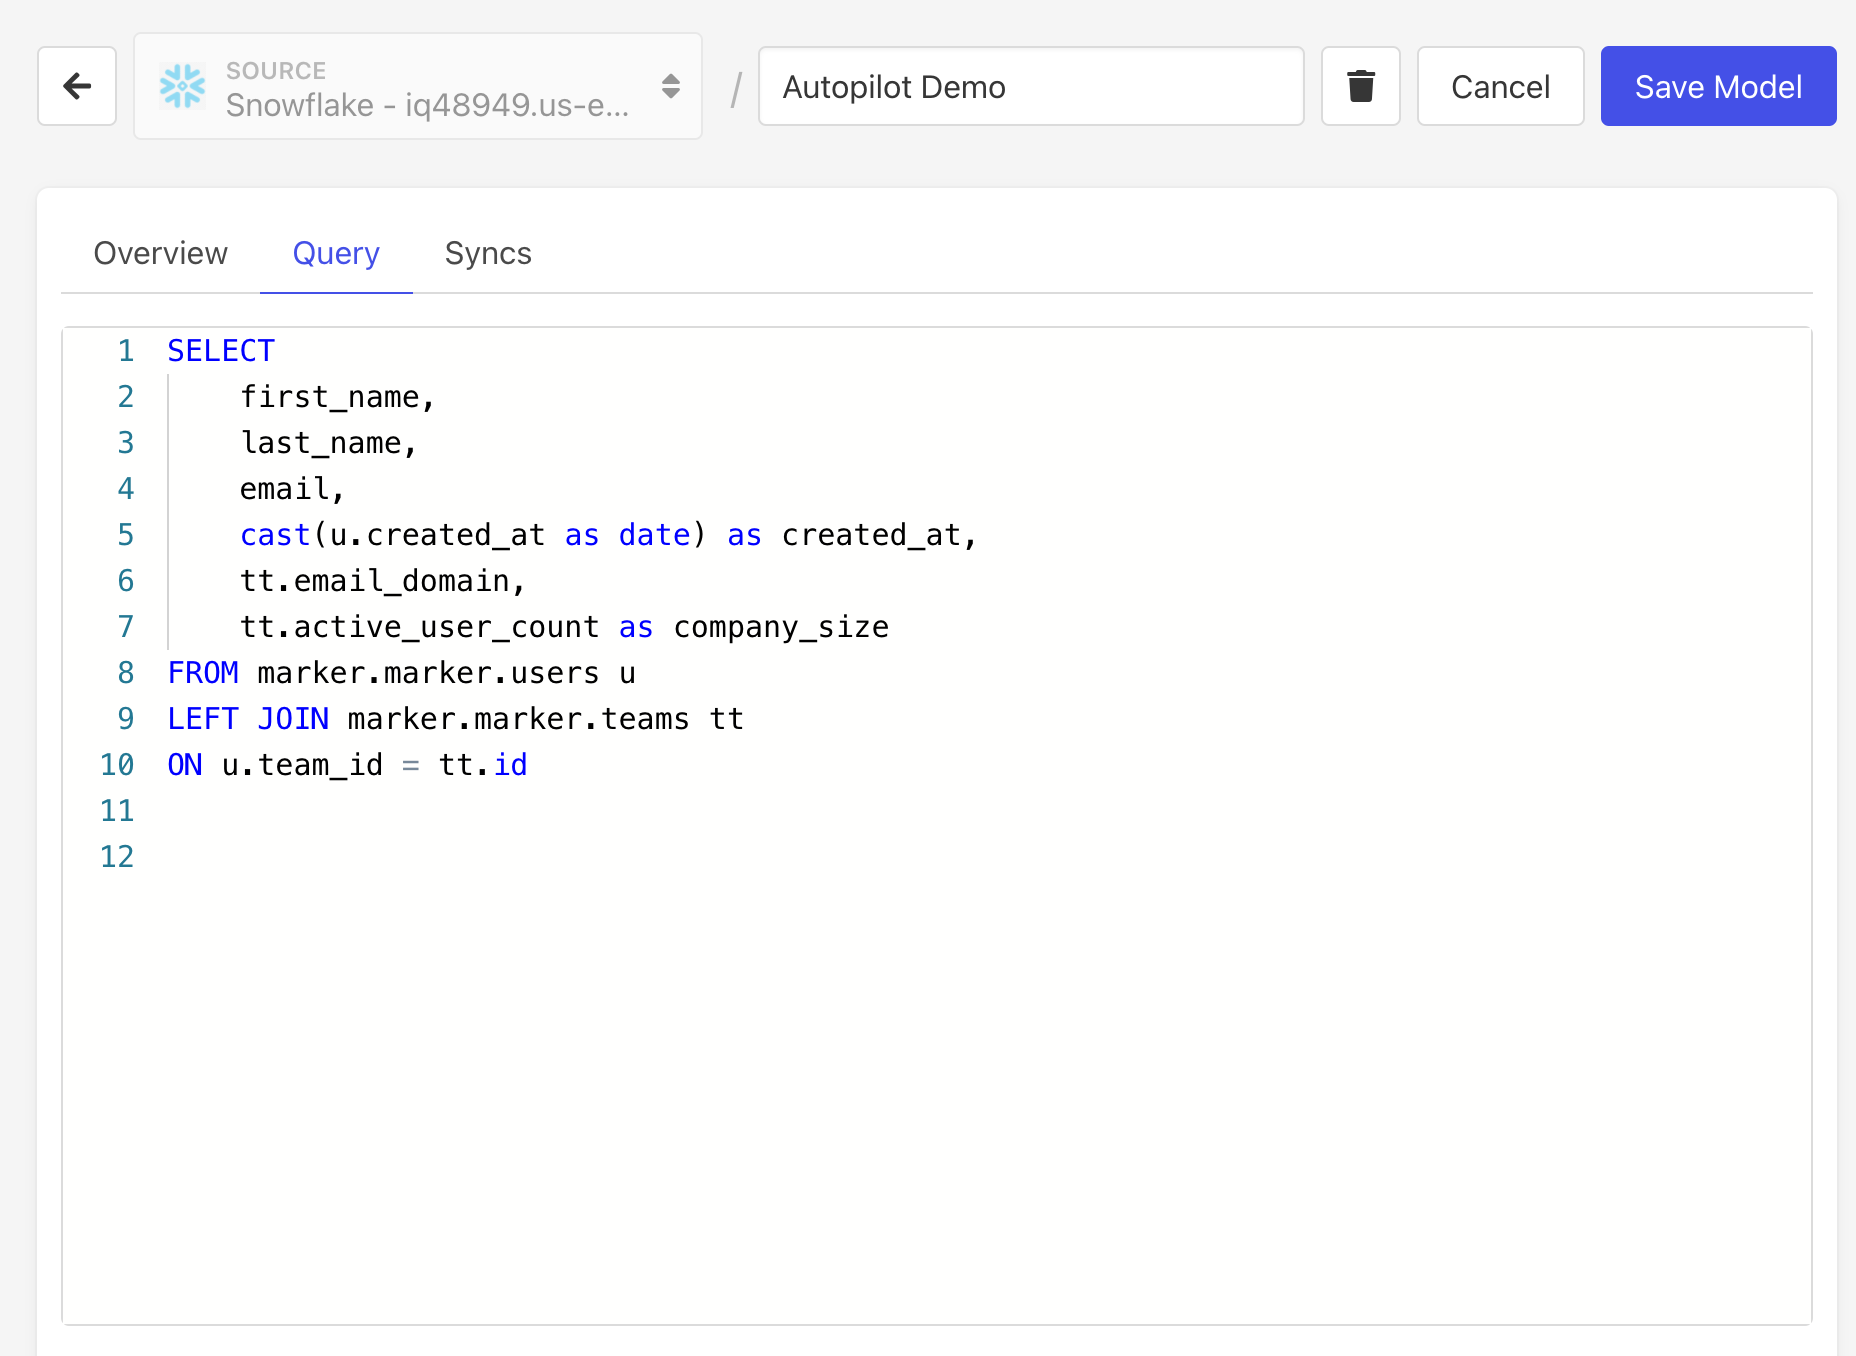 SOURCE
Snowflake - iq48949.us-e...
/
Autopilot Demo
Cancel
Save Model
Overview
Query
Syncs
1 SELECT
2     first_name,
3     last_name,
4     email,
5     cast(u.created_at as date) as created_at,
6     tt.email_domain,
7     tt.active_user_count as company_size
8 FROM marker.marker.users u
9 LEFT JOIN marker.marker.teams tt
10 ON u.team_id = tt.id
11
12